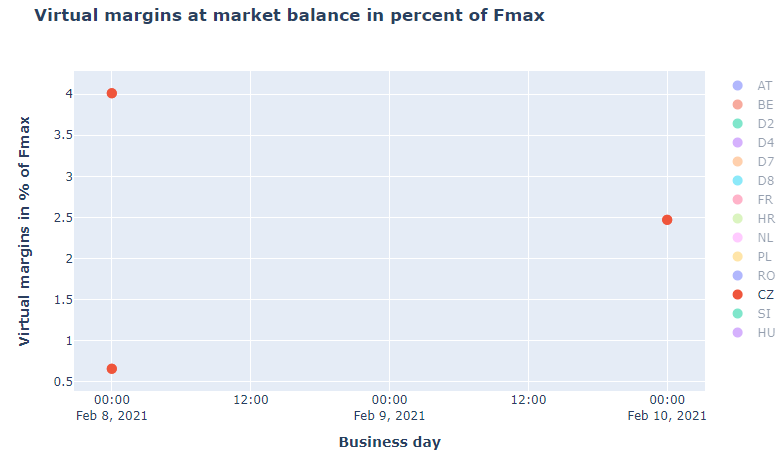 Virtual margins at market balance in percent of Fmax
Virtual margins in % of Fmax
4
3.5
3
2.5
2
1.5
1
0.5
00:00
Feb 8, 2021
12:00
00:00
Feb 9, 2021
12:00
00:00
Feb 10, 2021
Business day
AT
BE
D2
D4
D7
D8
FR
HR
NL
PL
RO
CZ
SI
HU